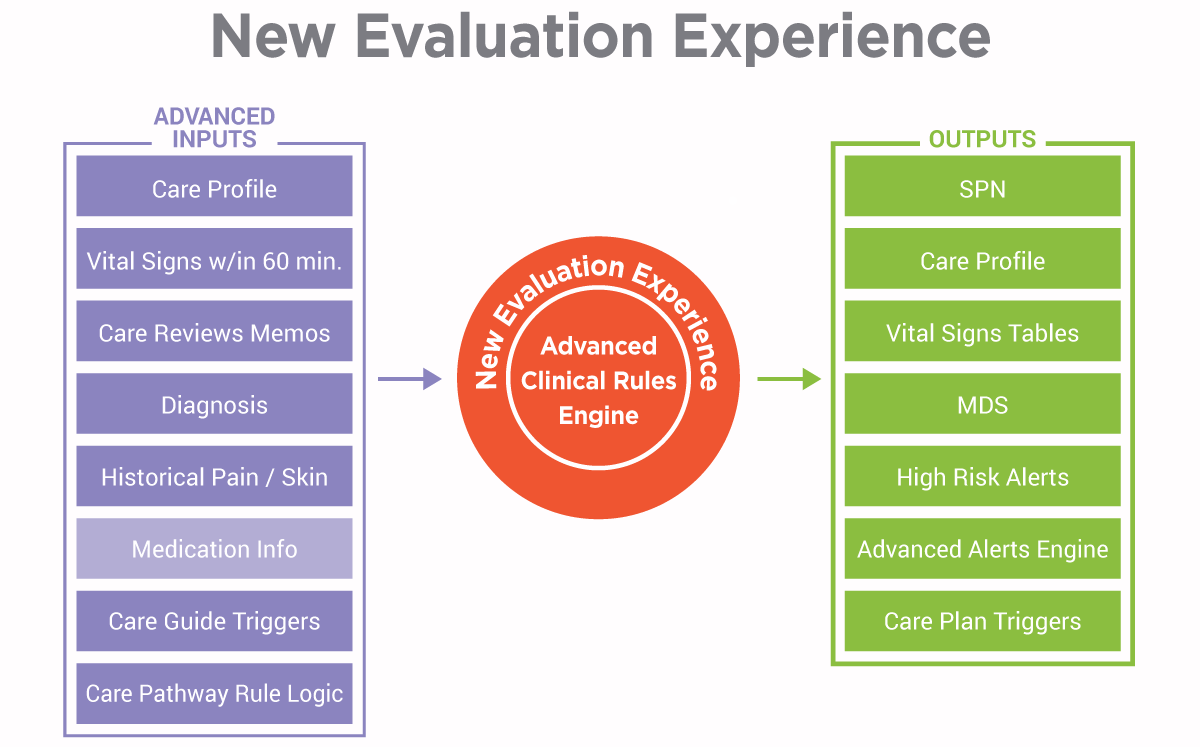 New Evaluation Experience
ADVANCED
INPUTS
Care Profile
Vital Signs w/in 60 min.
Care Reviews Memos
Diagnosis
Historical Pain / Skin
Medication Info
Care Guide Triggers
Care Pathway Rule Logic
New Evaluation Experience
Advanced
Clinical Rules
Engine
OUTPUTS
SPN
Care Profile
Vital Signs Tables
MDS
High Risk Alerts
Advanced Alerts Engine
Care Plan Triggers